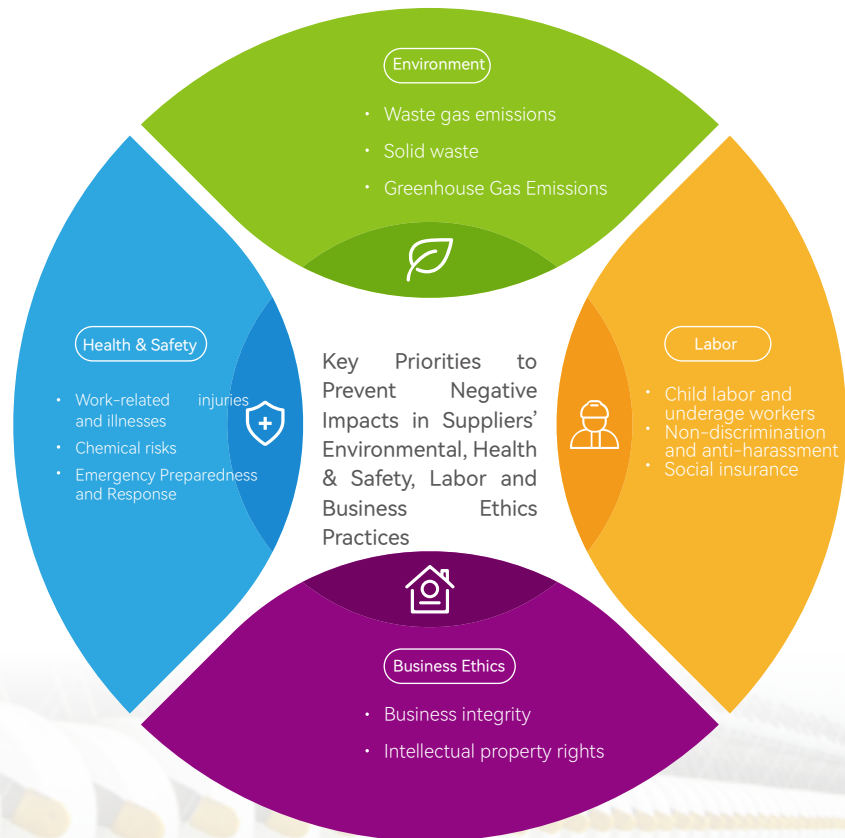 Environment
• Waste gas emissions
• Solid waste
• Greenhouse Gas Emissions
Health & Safety
• Work-related injuries
and illnesses
• Chemical risks
• Emergency Preparedness
and Response
Key Priorities to
Prevent Negative
Impacts in Suppliers’
Environmental, Health
& Safety, Labor and
Business Ethics
Practices
Labor
• Child labor and
underage workers
• Non-discrimination
and anti-harassment
• Social insurance
Business Ethics
• Business integrity
• Intellectual property rights